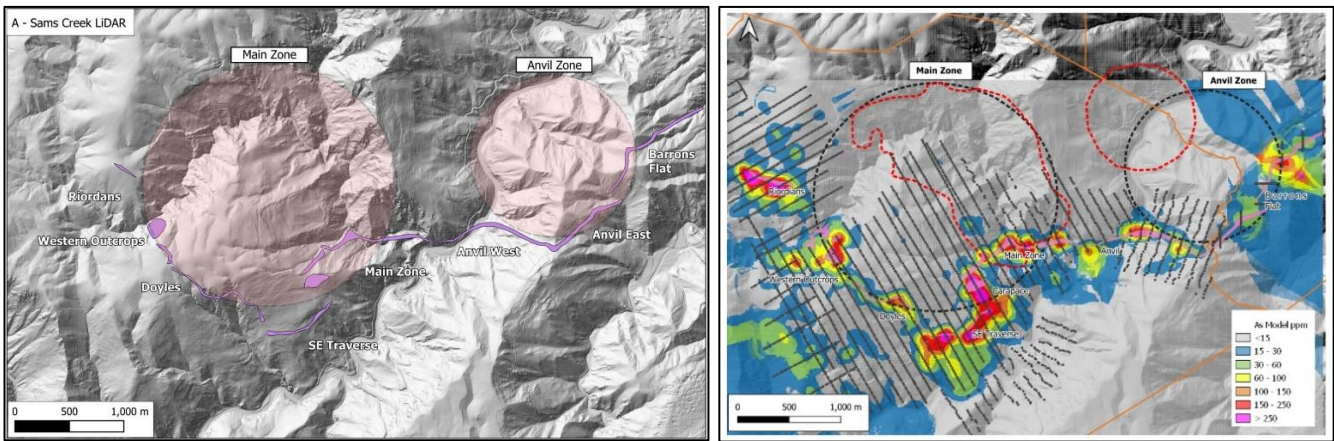 A - Sams Creek LiDAR
Main Zone
Anvil Zone
Barrons
Flat
Riordans
Western Outcrops
Anvil East
Anvil West
Main Zone
Doyles
SE Traverse
0 500 1,000 m
Main Zone
Anvil Zone
Riordans
Barrons
Flat
Western Outcrops
Main Zone
Anvil
Carapace
Doyles
SE Traverse
As Model ppm
<15
15 - 30
30 - 60
60 - 100
100 - 150
150 - 250
> 250
0 500 1,000 m